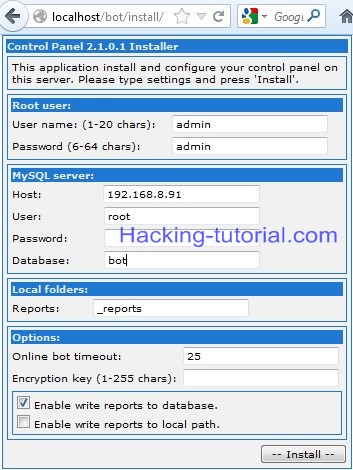 localhost/bot/install/
Googl
Control Panel 2.1.0.1 Installer
This application install and configure your control panel on
this server. Please type settings and press 'Install'.
Root user:
User name: (1-20 chars): admin
Password (6-64 chars): admin
MySQL server:
Host: 192.168.8.91
User: root
Password:
Hacking-tutorial.com
Database: bot
Local folders:
Reports: _reports
Options:
Online bot timeout: 25
Encryption key (1-255 chars):
Enable write reports to database.
Enable write reports to local path.
-- Install --